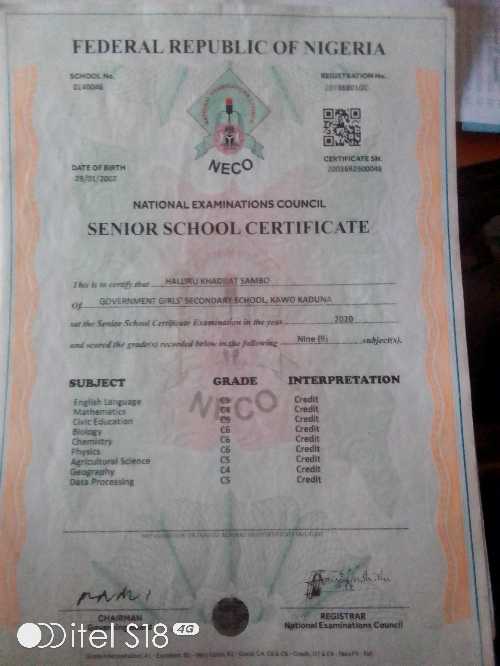 FEDERAL REPUBLIC OF NIGERIA
SCHOOL No.
0140046
REGISTRATION No.
NECO
DATE OF BIRTH
CERTIFICATE SN.
NATIONAL EXAMINATIONS COUNCIL
SENIOR SCHOOL CERTIFICATE
This is to certify that HALLIRU KHADIJAT SAMBO
Of GOVERNMENT GIRLS' SECONDARY SCHOOL, KAWO KADUNA
sat the Senior School Certificate Examination in the year 2020
and scored the grade(s) recorded below in the following Nine (9) subject(s).
SUBJECT GRADE INTERPRETATION
English Language Credit
Mathematics C4 Credit
Civic Education Credit
Biology C6 Credit
Chemistry C6 Credit
Physics C6 Credit
Agricultural Science C5 Credit
Geography C4 Credit
Data Processing C5 Credit
NECO
CHAIRMAN
REGISTRAR
National Examinations Council
itel S18 4G